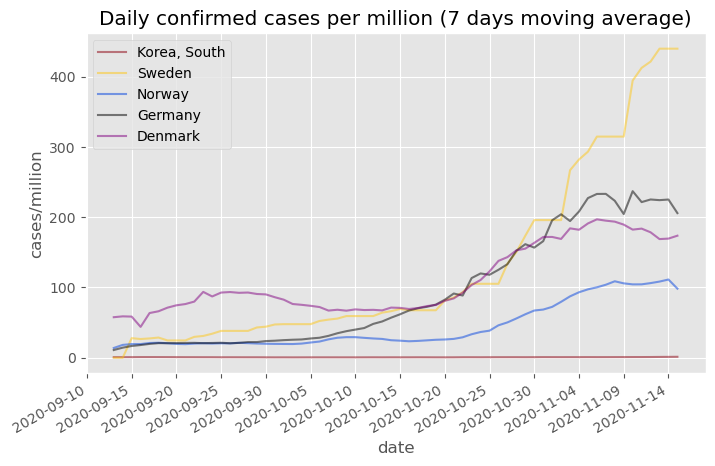 Daily confirmed cases per million (7 days moving average)
Korea, South
Sweden
Norway
Germany
Denmark
400
300
200
100
0
cases/million
2020-09-10
2020-09-15
2020-09-20
2020-09-25
2020-09-30
2020-10-05
2020-10-10
2020-10-15
2020-10-20
2020-10-25
2020-10-30
2020-11-04
2020-11-09
2020-11-14
date